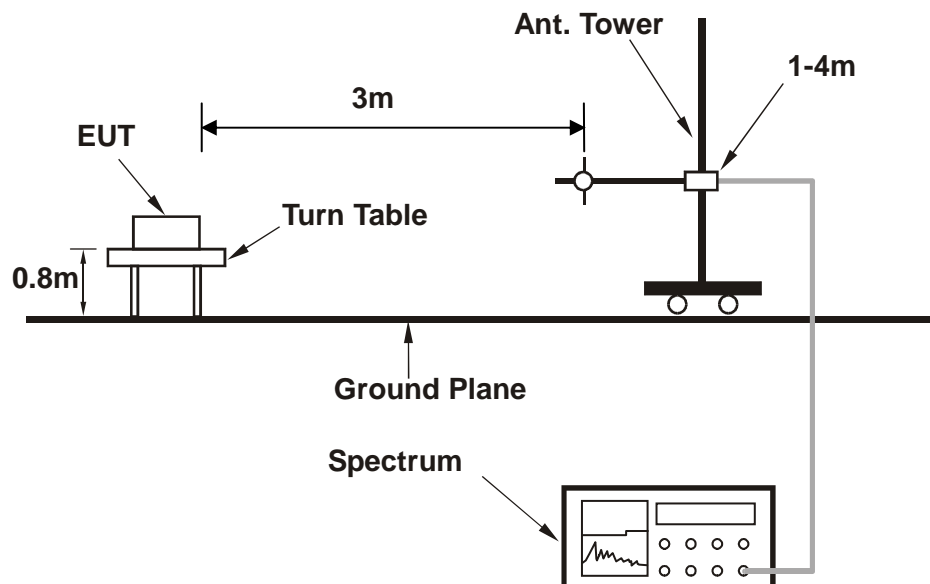 Ant. Tower
1-4m
3m
EUT
Turn Table
0.8m
Ground Plane
Spectrum